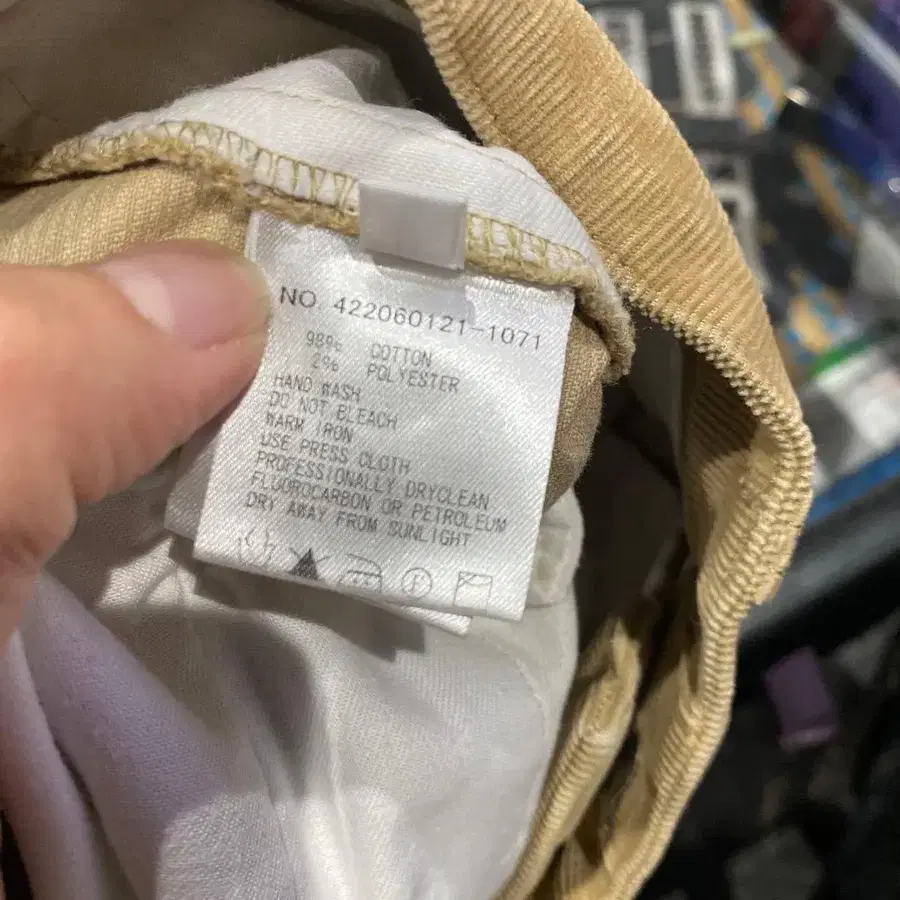 NO. 422060121-1071
98% COTTON
2% POLYESTER
HAND WASH
DO NOT BLEACH
WARM IRON
USE PRESS CLOTH
PROFESSIONALLY DRYCLEAN
FLUOROCARBON OR PETROLEUM
DRY AWAY FROM SUNLIGHT